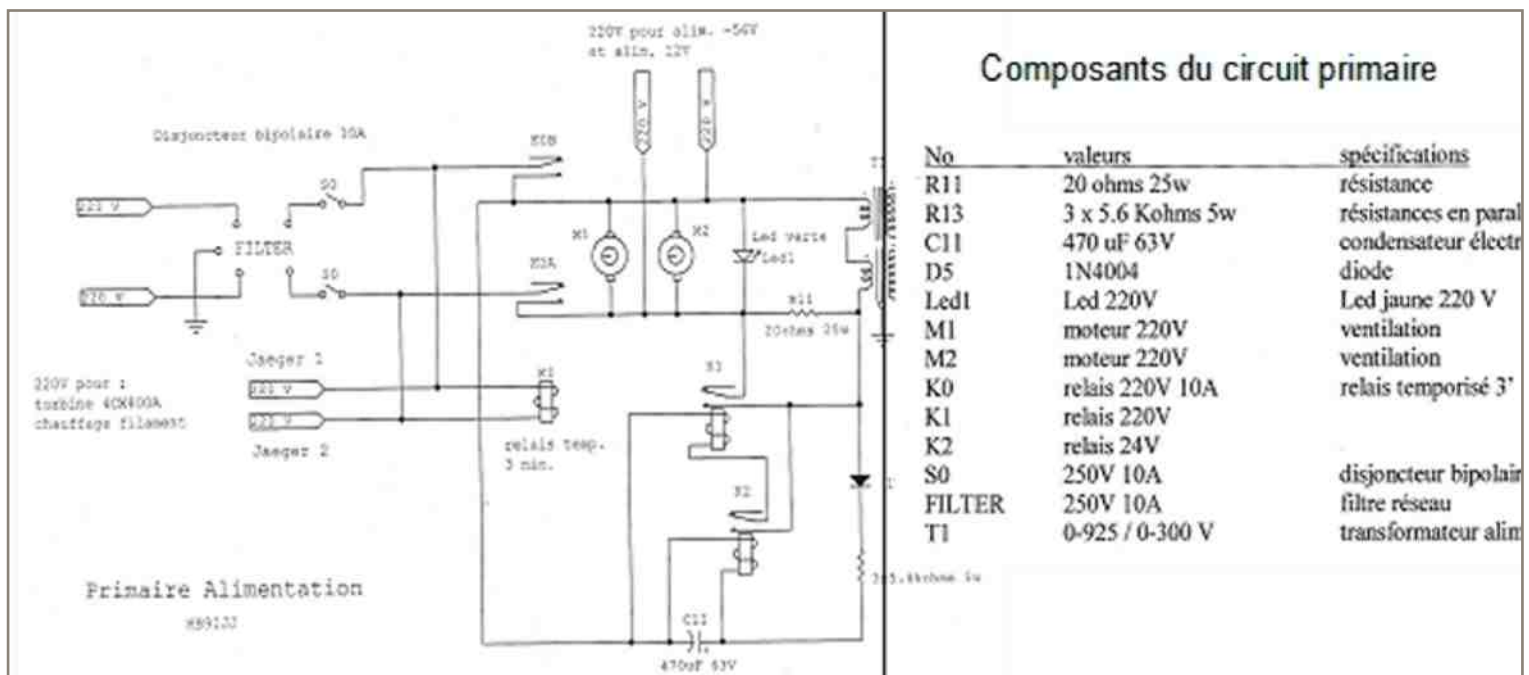 220V pour alim. -56V
et alim. 12V
220 V
220 V
Composants du circuit primaire
Disjoncteur bipolaire 10A
K0B
S0
220 V
FILTER
S0
220 V
M1
M2
Led verte
Led1
K0A
R11
20ohms 25w
Jaeger 1
220 V
220V pour :
turbine 4CX400A
chauffage filament
220 V
Jaeger 2
relais temp.
3 min.
K2
C11
470uF 63V
Primaire Alimentation
No valeurs spécifications
R11 20 ohms 25w résistance
R13 3 x 5.6 Kohms 5w résistances en paral
C11 470 uF 63V condensateur électr
D5 1N4004 diode
Led1 Led 220V Led jaune 220 V
M1 moteur 220V ventilation
M2 moteur 220V ventilation
K0 relais 220V 10A relais temporisé 3'
K1 relais 220V
K2 relais 24V
S0 250V 10A disjoncteur bipolair
FILTER 250V 10A filtre réseau
T1 0-925 / 0-300 V transformateur alim